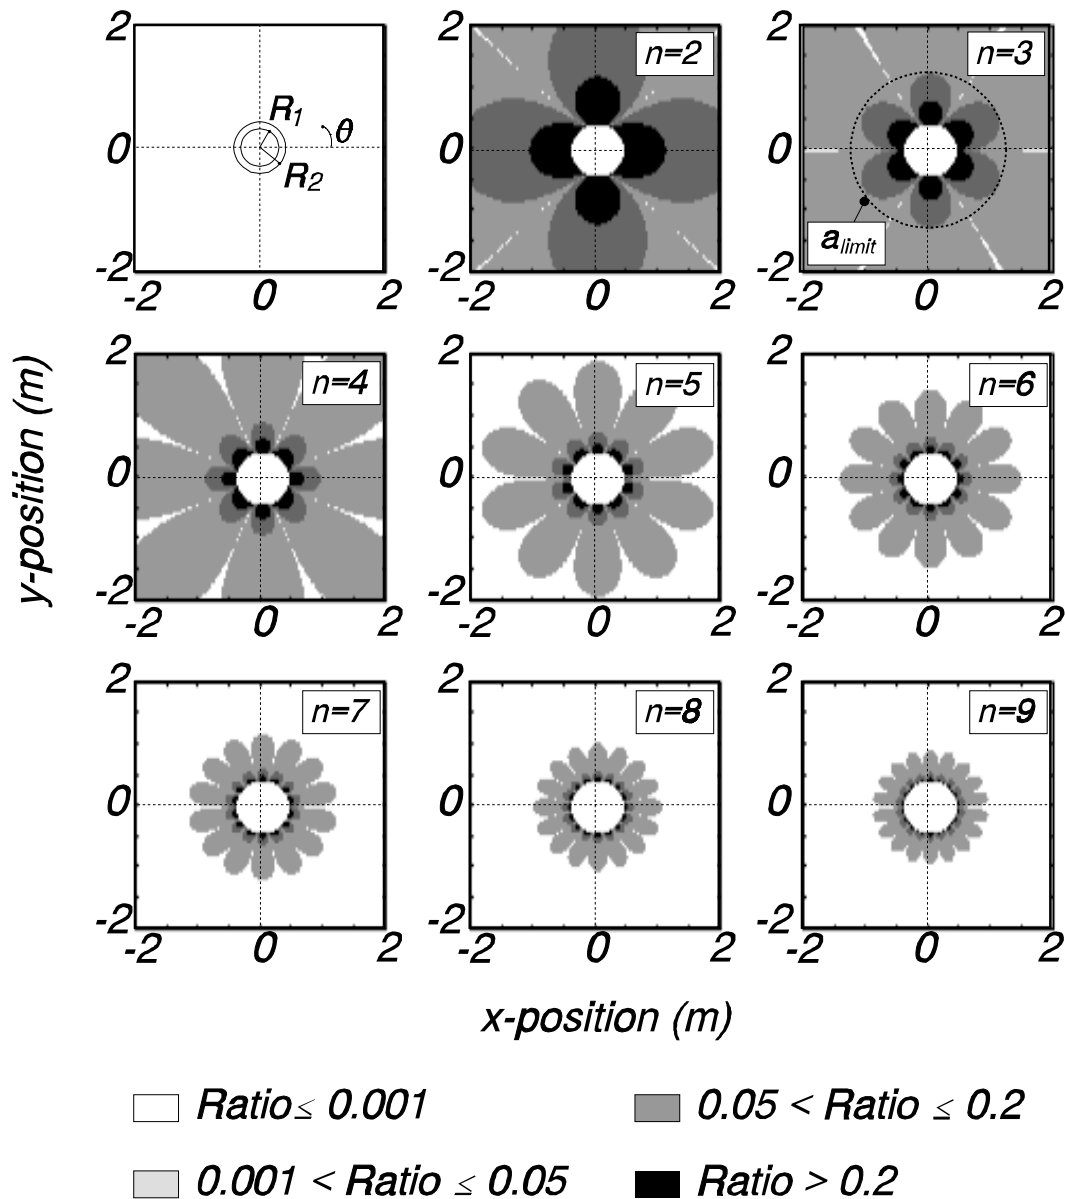 2 2 n=2 2 n=3
R1 θ
0 0 0
R2
alimit
-2 -2 -2
-2 0 2 -2 0 2 -2 0 2
2 n=4 2 n=5 2 n=6
y-position (m)
0 0 0
-2 -2 -2
-2 0 2 -2 0 2 -2 0 2
2 n=7 2 n=8 2 n=9
0 0 0
-2 -2 -2
-2 0 2 -2 0 2 -2 0 2
x-position (m)
Ratio ≤ 0.001 0.05 < Ratio ≤ 0.2
0.001 < Ratio ≤ 0.05 Ratio > 0.2